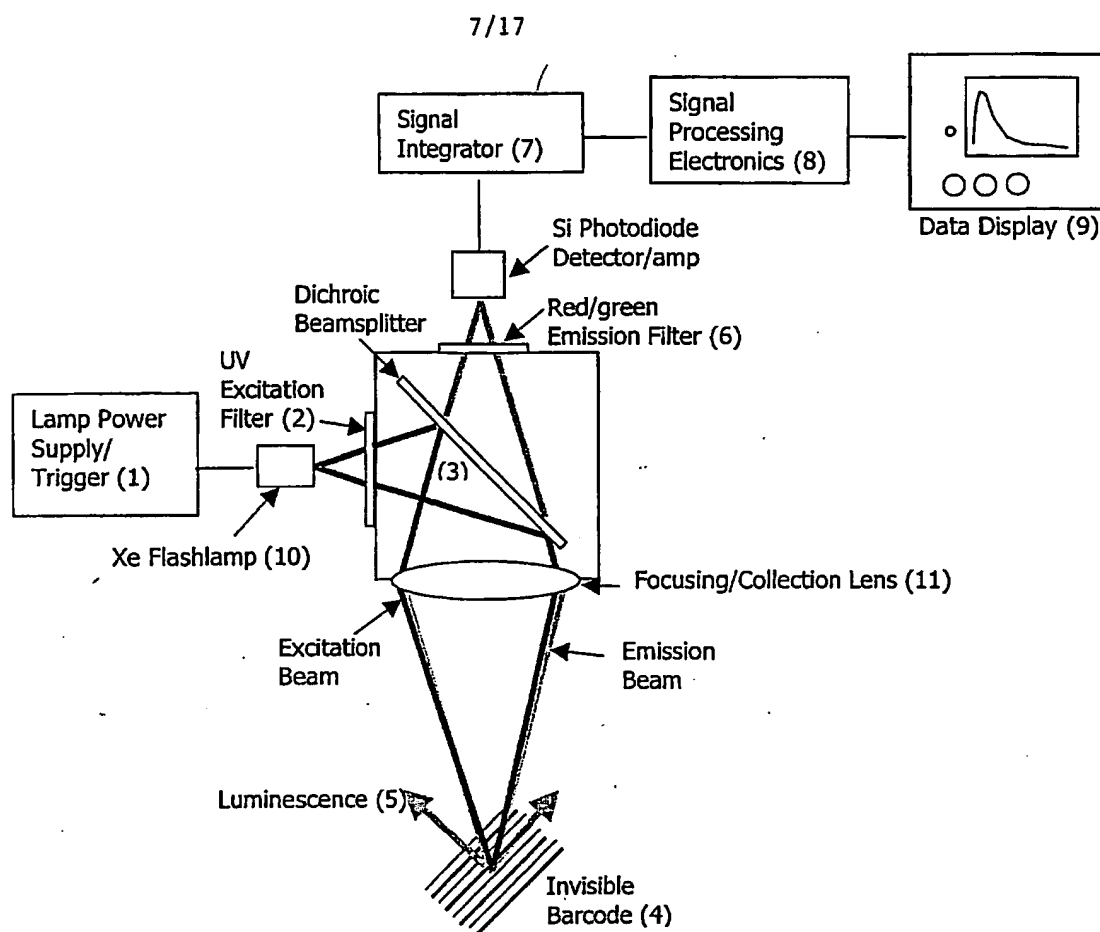 7/17
Signal
Integrator (7)
Signal
Processing
Electronics (8)
Data Display (9)
Si Photodiode
Detector/amp
Dichroic
Beamsplitter
Red/green
Emission Filter (6)
UV
Excitation
Filter (2)
Lamp Power
Supply/
Trigger (1)
(3)
Xe Flashlamp (10)
Focusing/Collection Lens (11)
Excitation
Beam
Emission
Beam
Luminescence (5)
Invisible
Barcode (4)